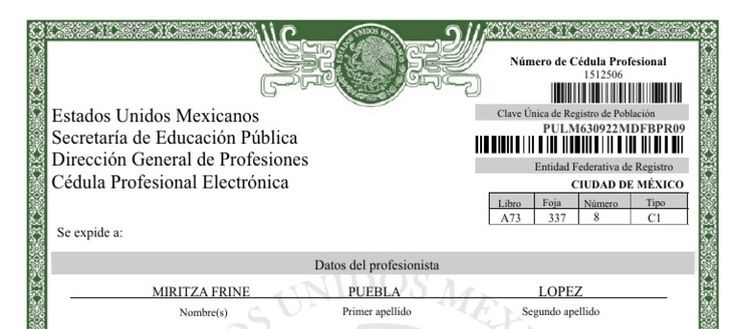 ESTADOS UNIDOS MEXICANOS
Número de Cédula Profesional
1512506
Clave Única de Registro de Población
PULM630922MDFBPR09
Entidad Federativa de Registro
CIUDAD DE MÉXICO
Libro Foja Número Tipo
A73 337 8 C1
Estados Unidos Mexicanos
Secretaría de Educación Pública
Dirección General de Profesiones
Cédula Profesional Electrónica
Se expide a:
Datos del profesionista
MIRITZA FRINE PUEBLA LOPEZ
Nombre(s) Primer apellido Segundo apellido